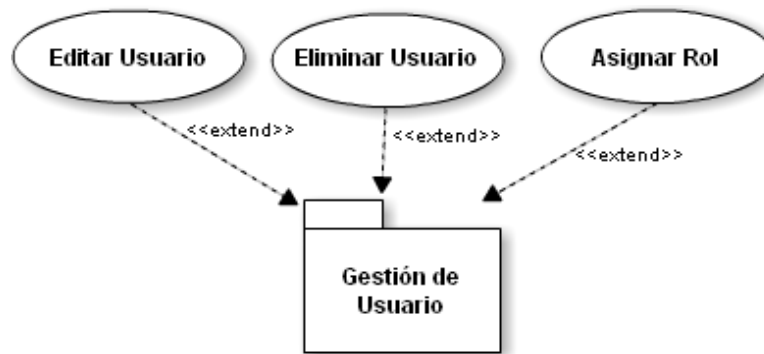 Editar Usuario
Eliminar Usuario
Asignar Rol
<<extend>>
<<extend>>
<<extend>>
Gestión de
Usuario